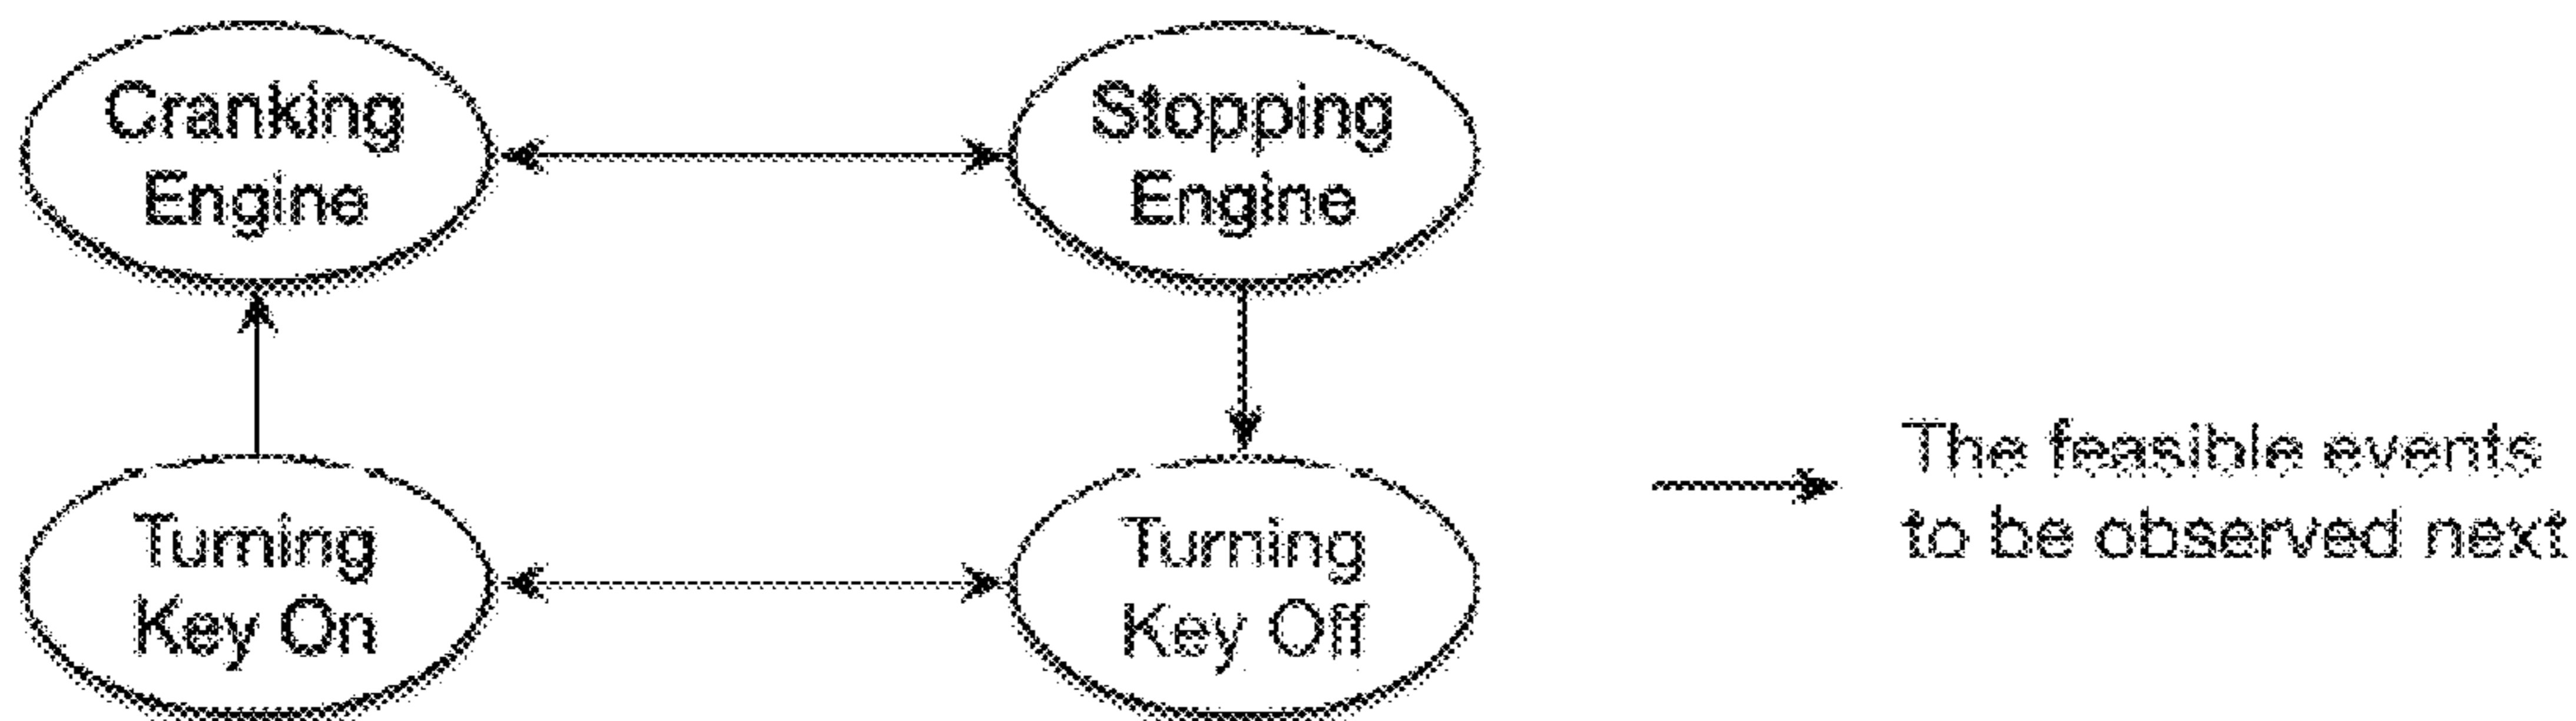 Cranking
Engine
Stopping
Engine
Turning
Key On
Turning
Key Off
The feasible events
to be observed next